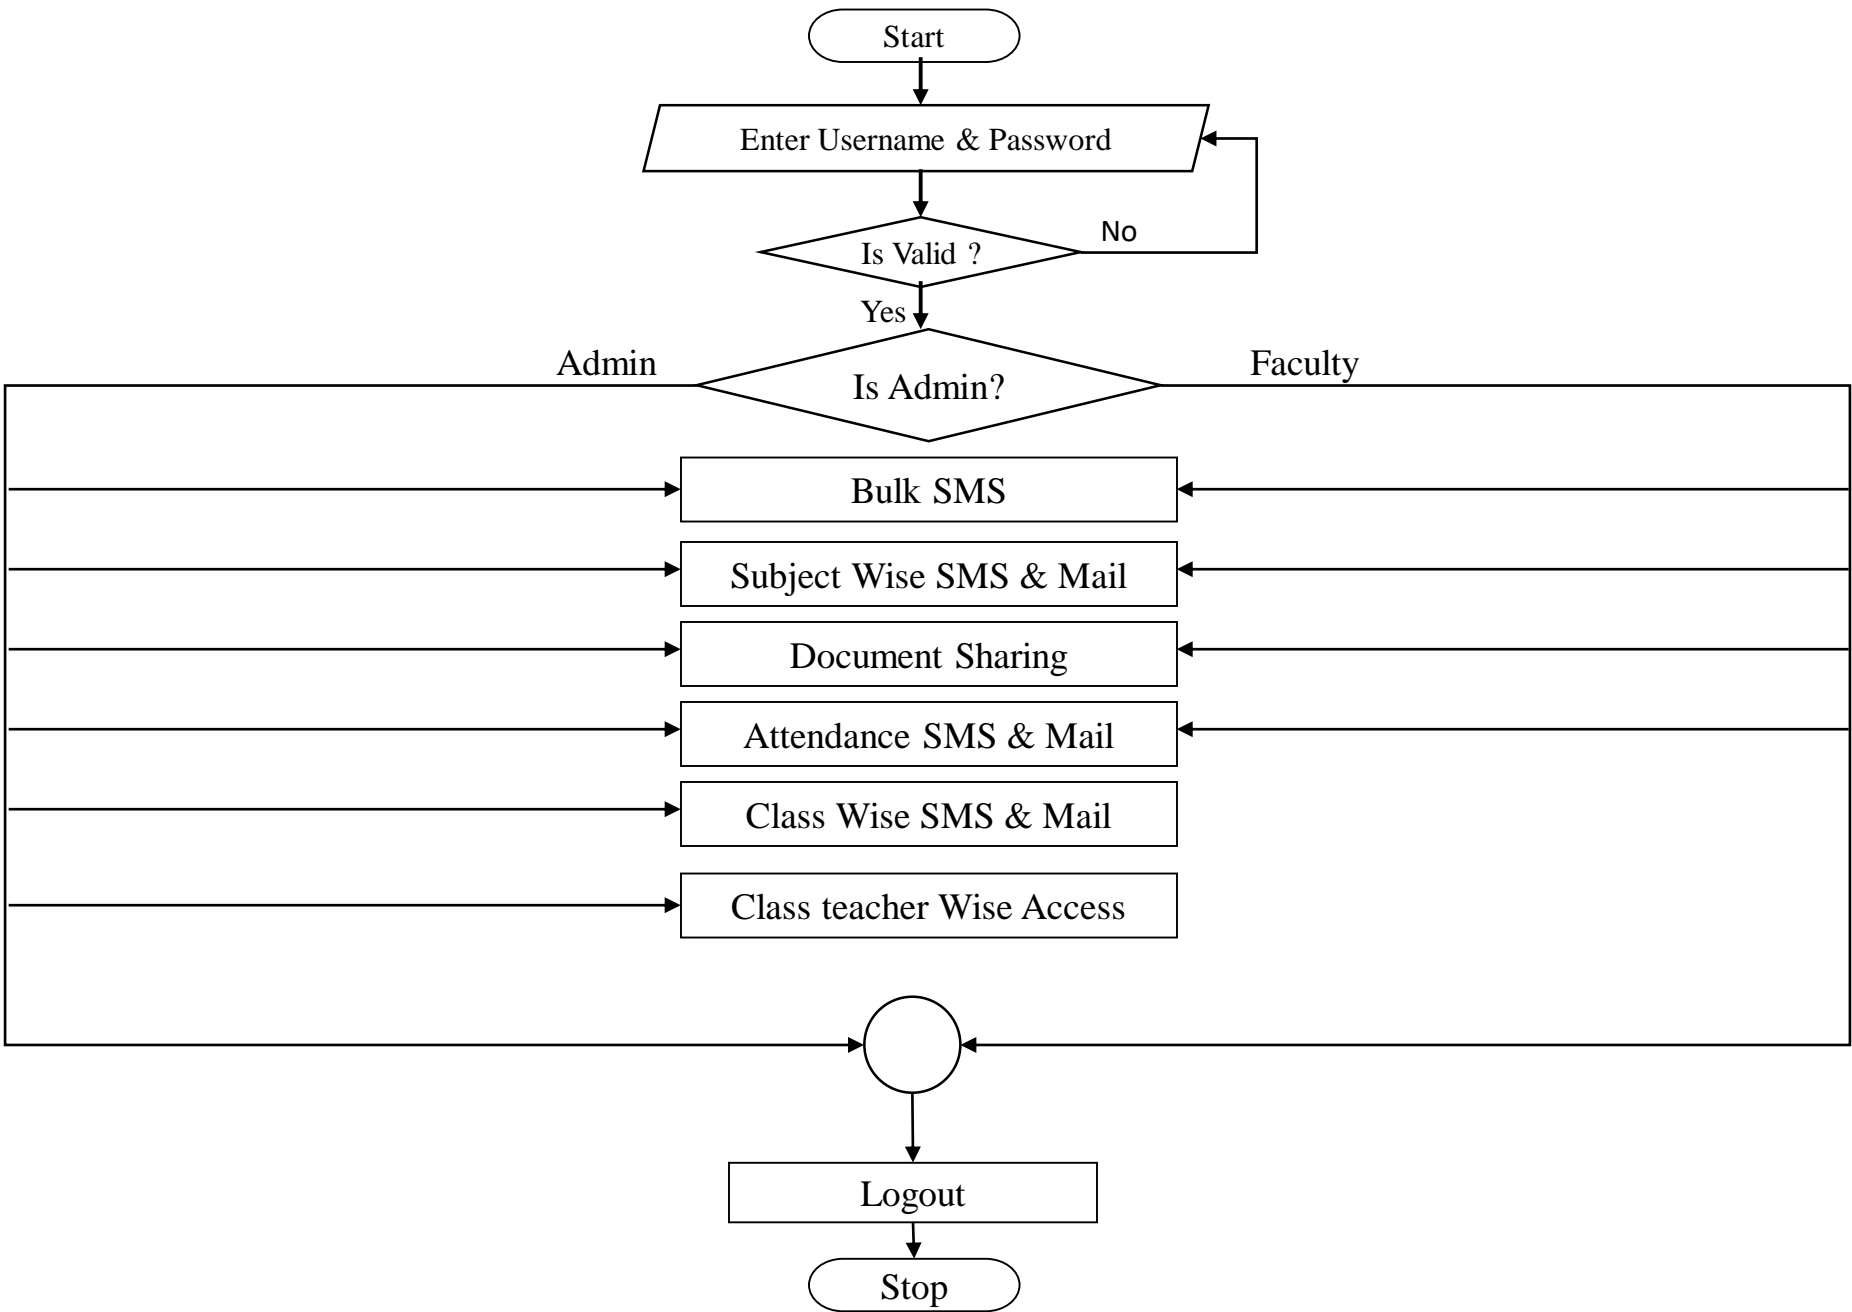 Start
Enter Username & Password
No
Is Valid ?
Yes
Admin
Faculty
Is Admin?
Bulk SMS
Subject Wise SMS & Mail
Document Sharing
Attendance SMS & Mail
Class Wise SMS & Mail
Class teacher Wise Access
Logout
Stop